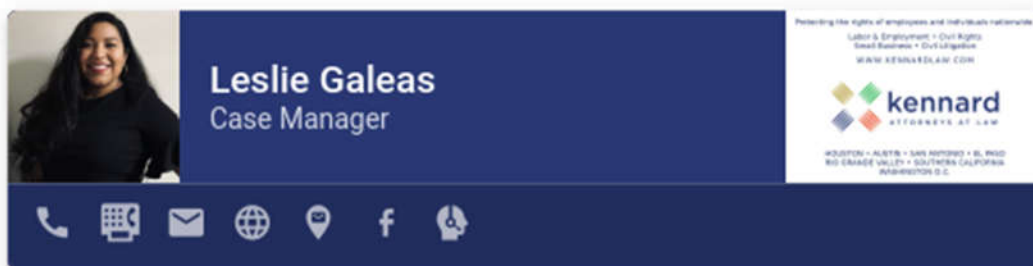 Leslie Galeas
Case Manager
Protecting the rights of employees and individuals nationwide
Labor & Employment • Civil Rights
Small Business • Civil Litigation
WWW.KENNARDLAW.COM
kennard
ATTORNEYS AT LAW
HOUSTON • AUSTIN • SAN ANTONIO • EL PASO
RIO GRANDE VALLEY • SOUTHERN CALIFORNIA
WASHINGTON D.C.